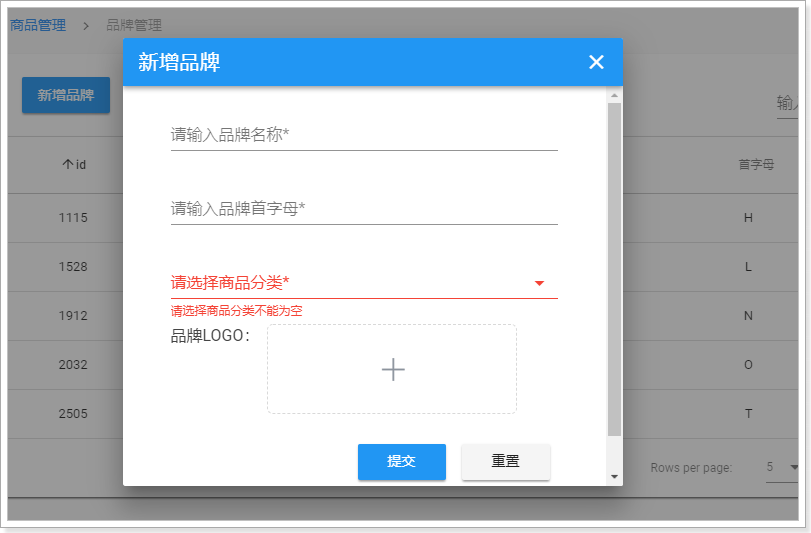 商品管理 > 品牌管理
新增品牌 ×
新增品牌
输入
请输入品牌名称*
id 首字母
请输入品牌首字母*
1115 H
1528 L
请选择商品分类*
请选择商品分类不能为空
1912 N
品牌LOGO：
2032 O
2505 T
提交 重置
Rows per page: 5